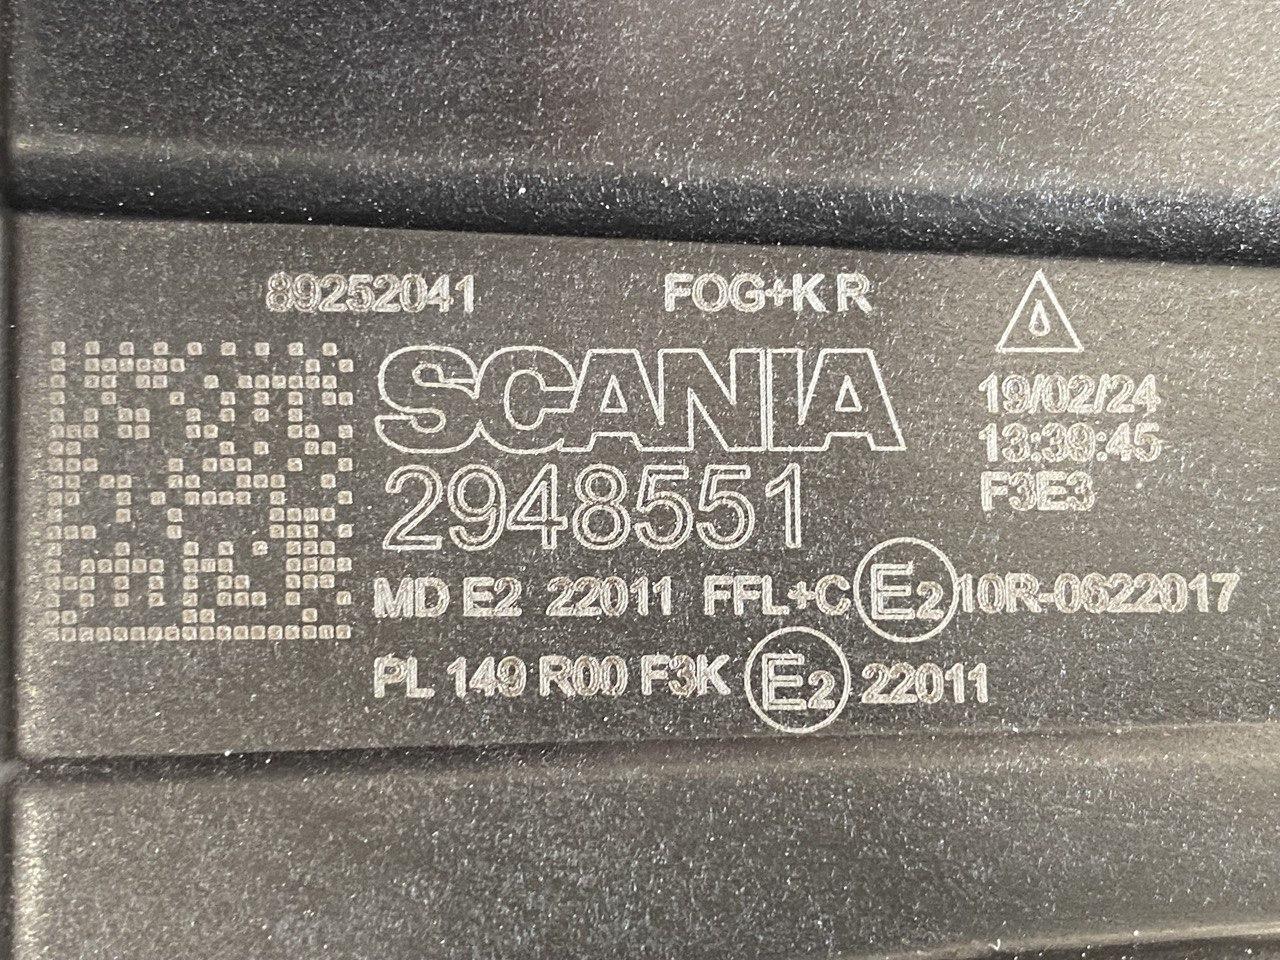 89252041 FOG+K R
SCANIA
19/02/24
2948551
13:39:45
F3E3
MD E2 22011 FFL+C E2 10R-0622017
PL 149 R00 F3K E2 22011